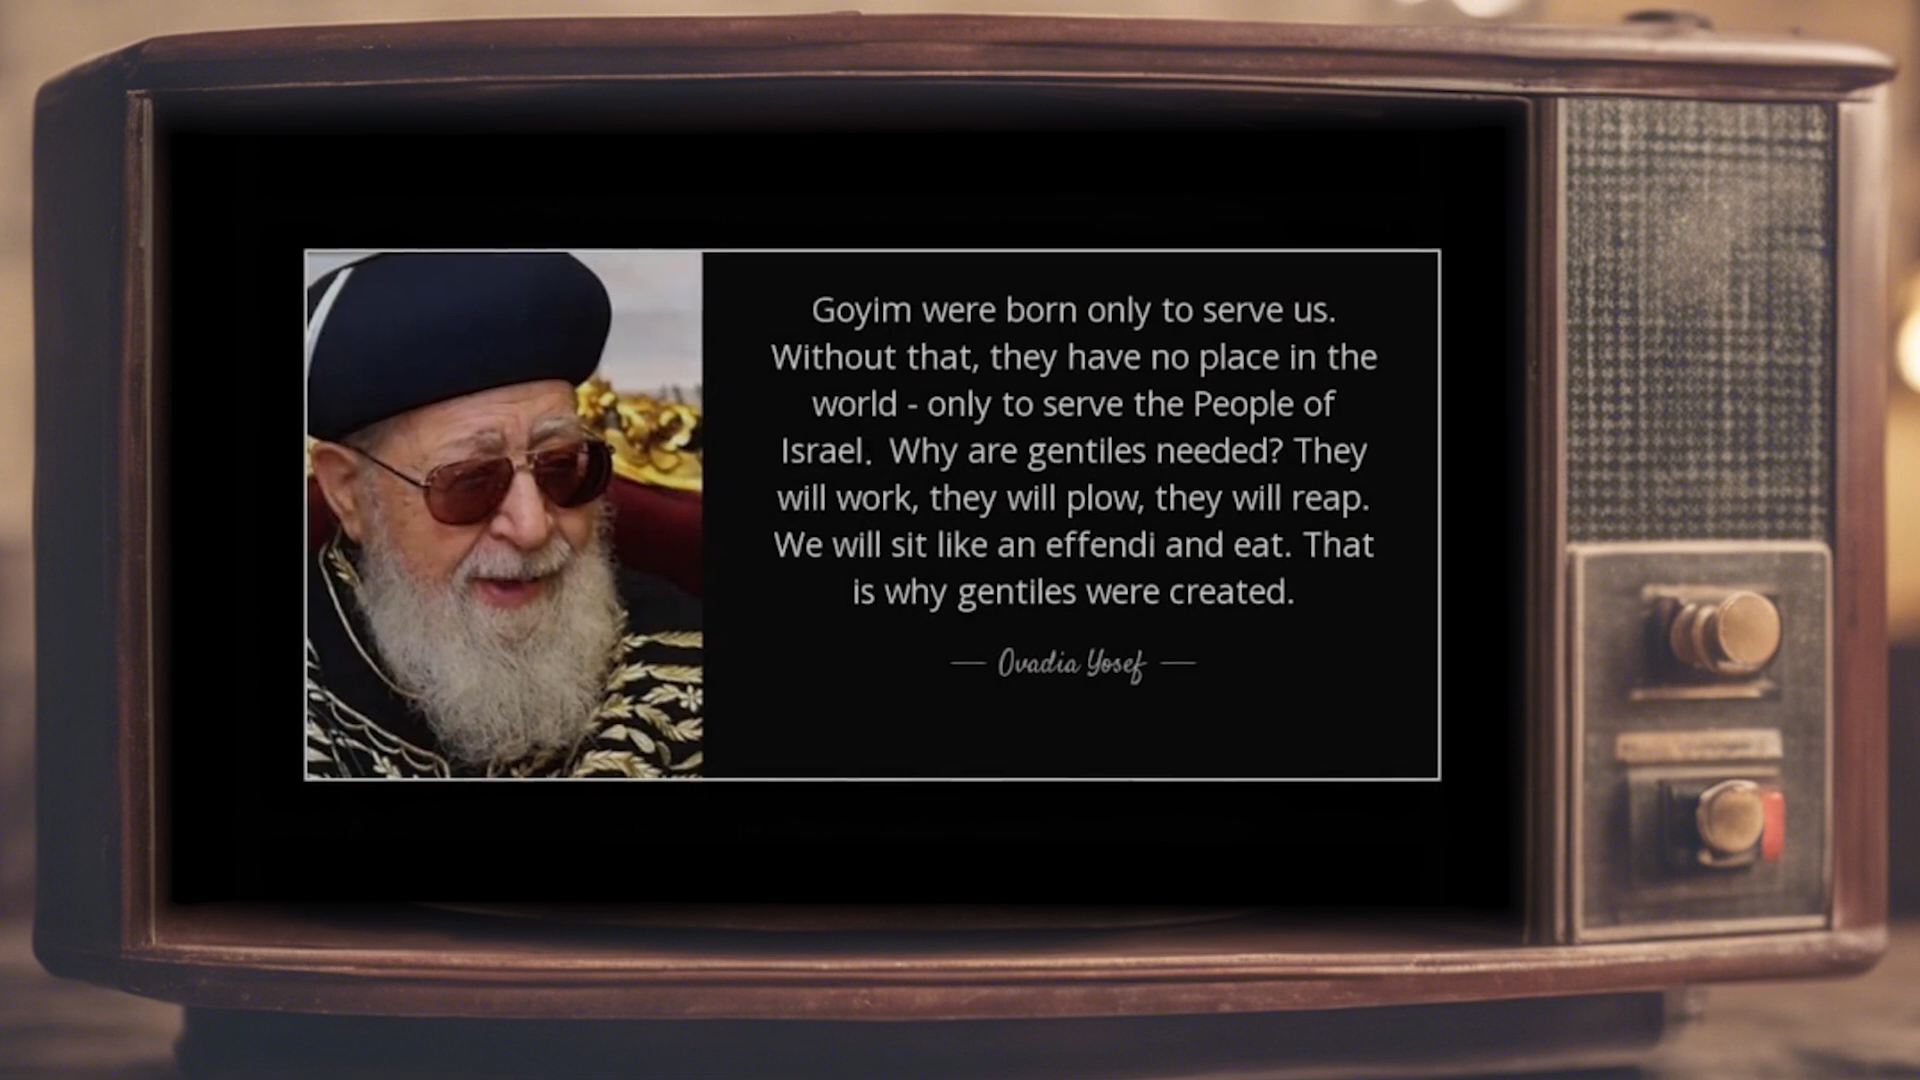 Goyim were born only to serve us.
Without that, they have no place in the
world - only to serve the People of
Israel. Why are gentiles needed? They
will work, they will plow, they will reap.
We will sit like an effendi and eat. That
is why gentiles were created.
— Ovadia Yosef —